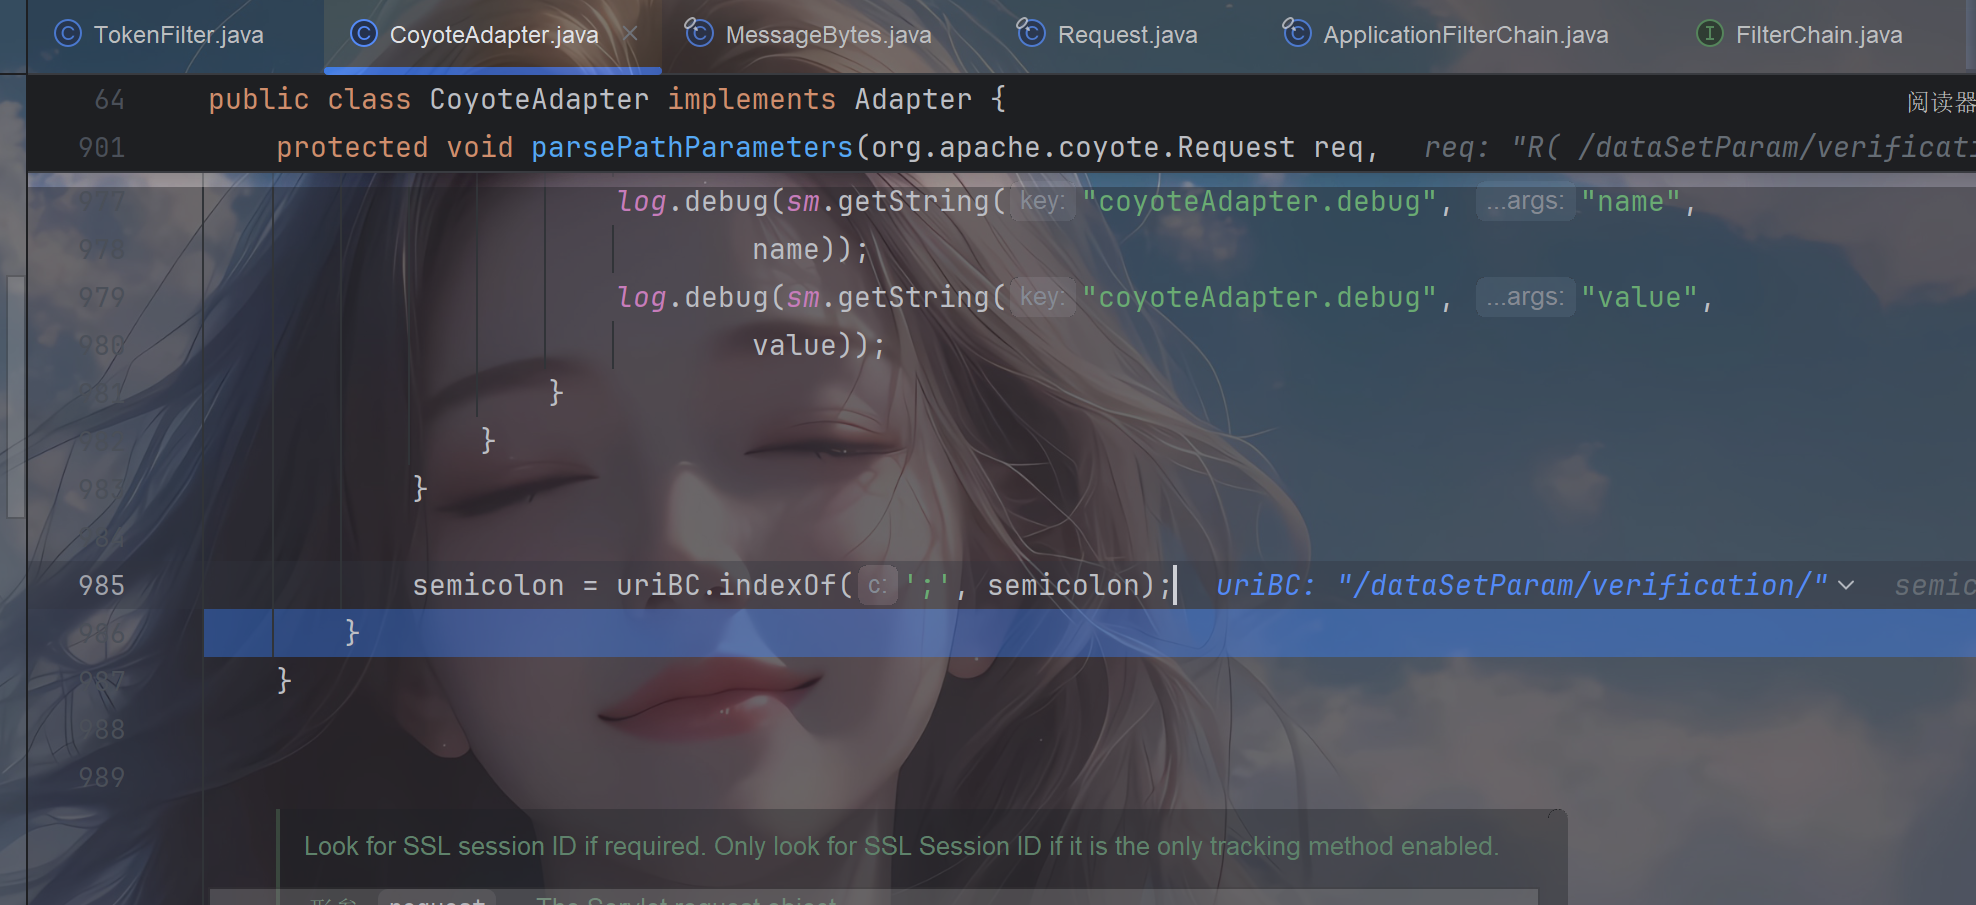 TokenFilter.java CoyoteAdapter.java MessageBytes.java Request.java ApplicationFilterChain.java FilterChain.java
64 public class CoyoteAdapter implements Adapter { 阅读器
901 protected void parsePathParameters(org.apache.coyote.Request req, req: "R( /dataSetParam/verificati
977 log.debug(sm.getString( key: "coyoteAdapter.debug", ...args: "name",
978 name));
979 log.debug(sm.getString( key: "coyoteAdapter.debug", ...args: "value",
980 value));
981 }
982 }
983 }
984
985 semicolon = uriBC.indexOf( c: ';', semicolon); uriBC: "/dataSetParam/verification/" semic
986 }
987 }
988
989
Look for SSL session ID if required. Only look for SSL Session ID if it is the only tracking method enabled.
形参 request The Servlet request object